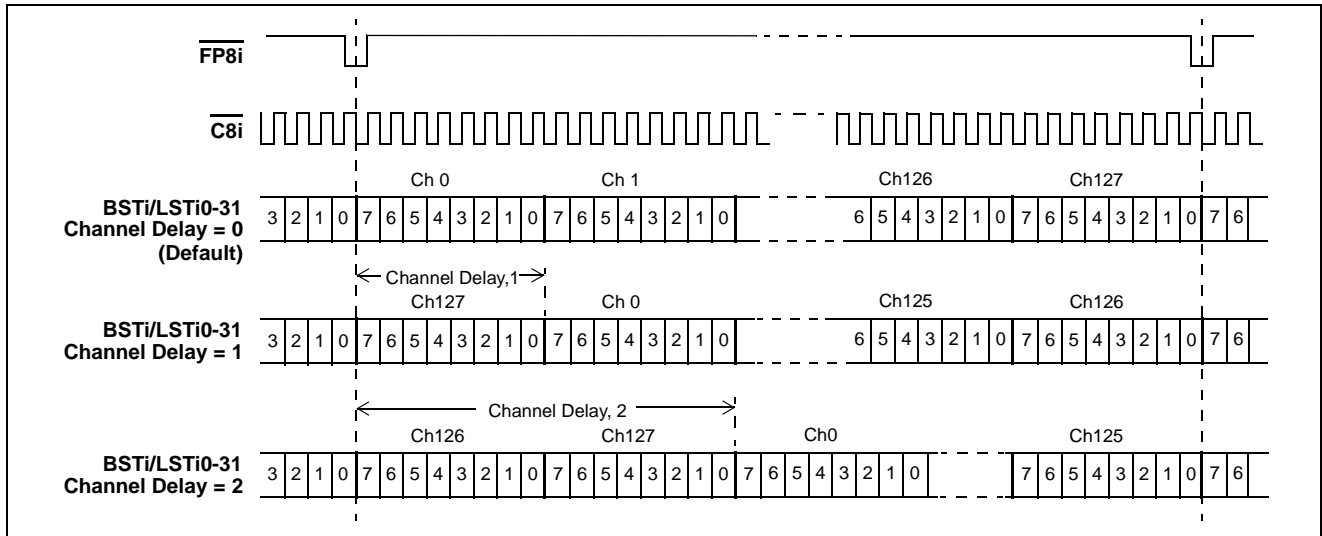 FP8i
C8i
Ch 0 Ch 1 Ch126 Ch127
BSTi/LSTi0-31
Channel Delay = 0
(Default)
3 2 1 0 7 6 5 4 3 2 1 0 7 6 5 4 3 2 1 0 6 5 4 3 2 1 0 7 6 5 4 3 2 1 0 7 6
Channel Delay,1
Ch127 Ch 0 Ch125 Ch126
BSTi/LSTi0-31
Channel Delay = 1
3 2 1 0 7 6 5 4 3 2 1 0 7 6 5 4 3 2 1 0 6 5 4 3 2 1 0 7 6 5 4 3 2 1 0 7 6
Channel Delay, 2
Ch126 Ch127 Ch0 Ch125
BSTi/LSTi0-31
Channel Delay = 2
3 2 1 0 7 6 5 4 3 2 1 0 7 6 5 4 3 2 1 0 7 6 5 4 3 2 1 0 7 6 5 4 3 2 1 0 7 6